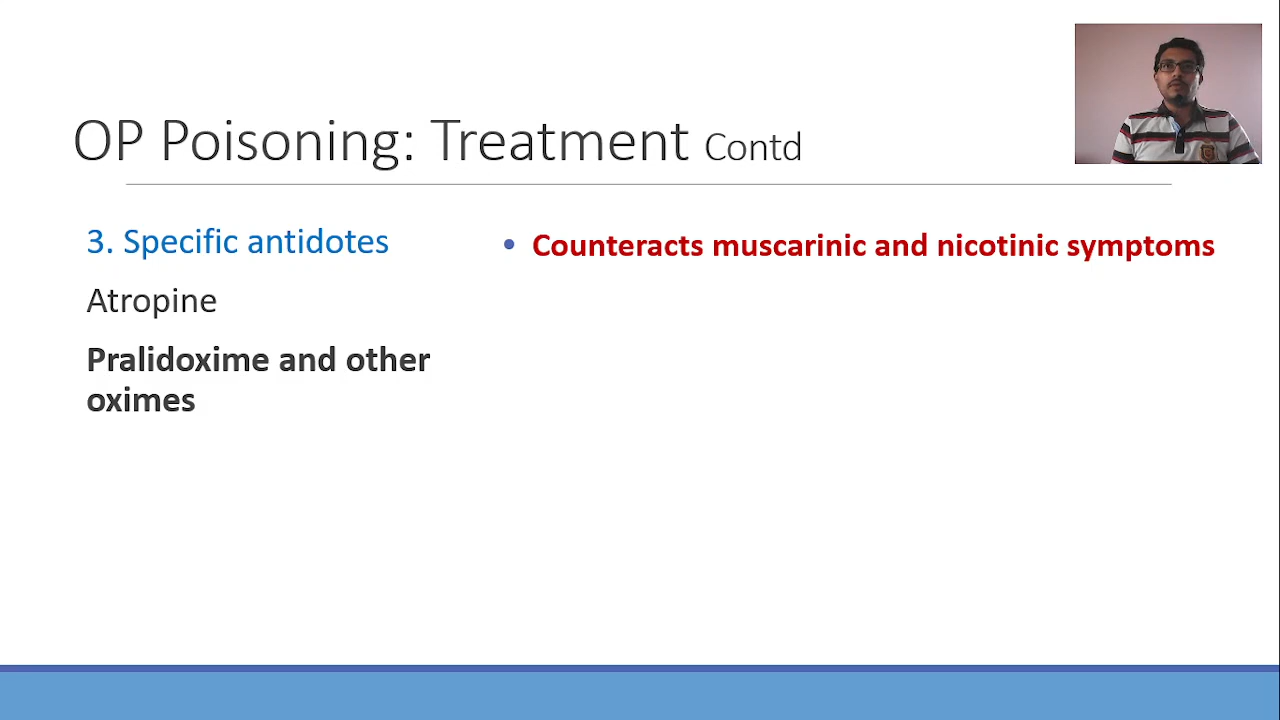 OP Poisoning: Treatment Contd
3. Specific antidotes
Atropine
Pralidoxime and other
oximes
• Counteracts muscarinic and nicotinic symptoms